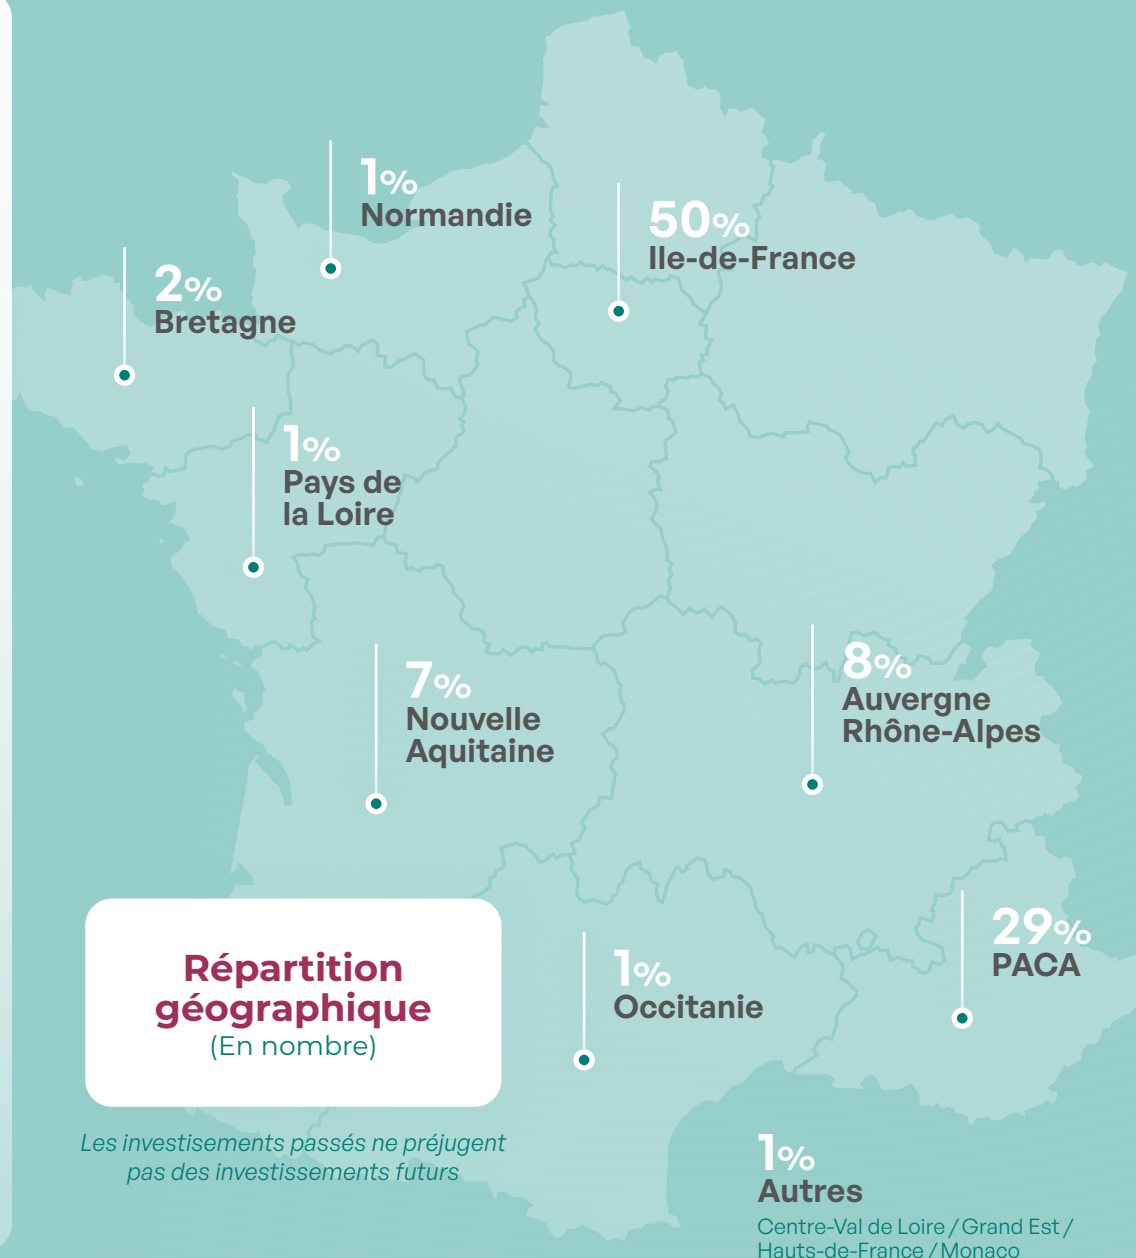 1%
Normandie
50%
Ile-de-France
2%
Bretagne
1%
Pays de
la Loire
8%
Auvergne
Rhône-Alpes
7%
Nouvelle
Aquitaine
29%
PACA
1%
Occitanie
Répartition
géographique
(En nombre)
Les investisements passés ne préjugent
pas des investissements futurs
1%
Autres
Centre-Val de Loire / Grand Est /
Hauts-de-France / Monaco